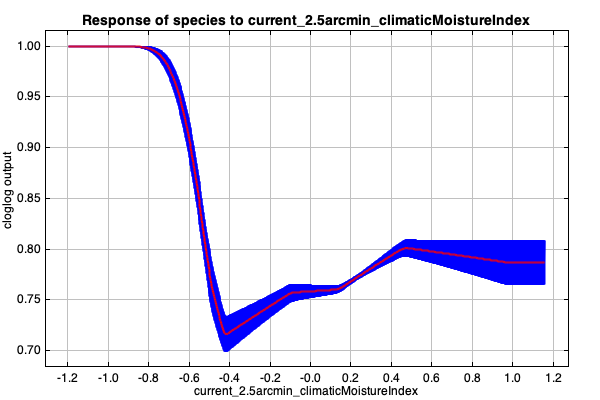 Response of species to current_2.5arcmin_climaticMoistureIndex
cloglog output
1.00
0.95
0.90
0.85
0.80
0.75
0.70
-1.2 -1.0 -0.8 -0.6 -0.4 -0.2 -0.0 0.2 0.4 0.6 0.8 1.0 1.2
current_2.5arcmin_climaticMoistureIndex